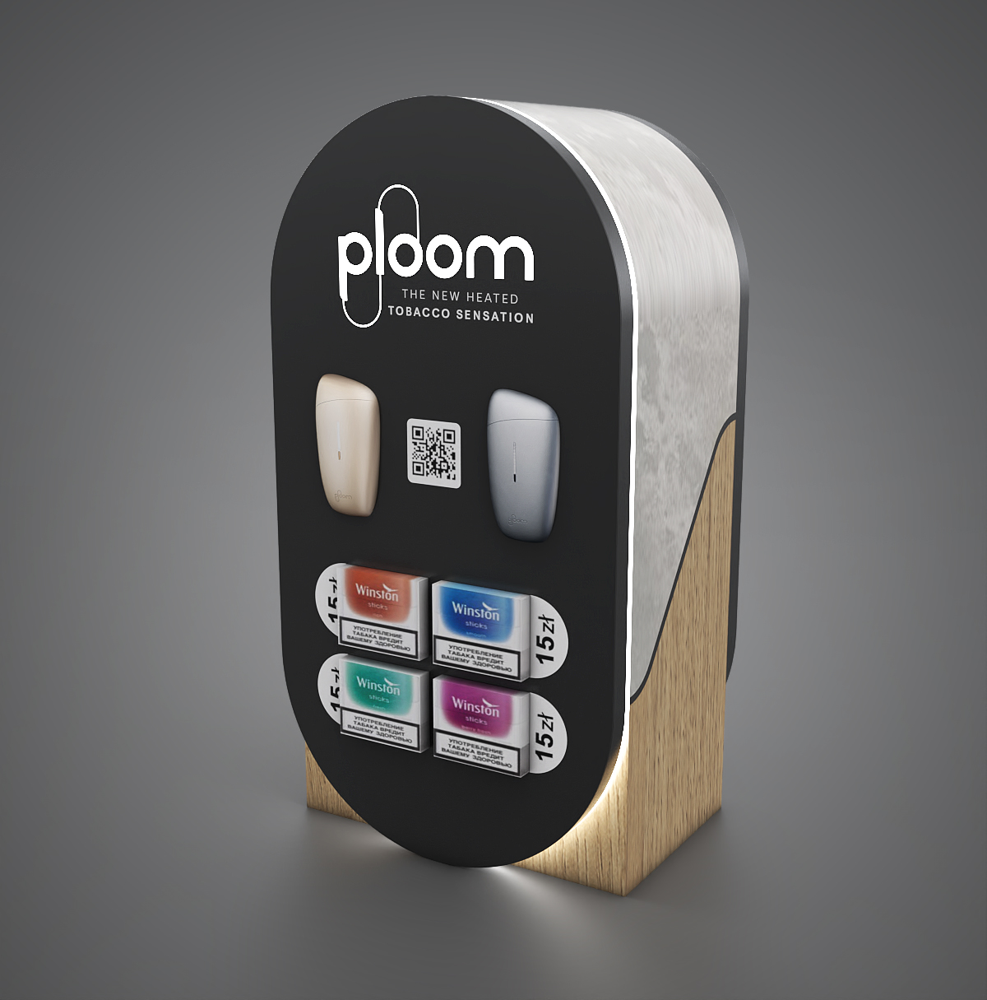 ploom
THE NEW HEATED
TOBACCO SENSATION
ploom
ploom
15 zł
Winston
sticks
УПОТРЕБЛЕНИЕ
ТАБАКА ВРЕДИТ
ВАШЕМУ ЗДОРОВЬЮ
Winston
sticks
УПОТРЕБЛЕНИЕ
ТАБАКА ВРЕДИТ
ВАШЕМУ ЗДОРОВЬЮ
15 zł
15 zł
Winston
sticks
УПОТРЕБЛЕНИЕ
ТАБАКА ВРЕДИТ
ВАШЕМУ ЗДОРОВЬЮ
Winston
sticks
УПОТРЕБЛЕНИЕ
ТАБАКА ВРЕДИТ
ВАШЕМУ ЗДОРОВЬЮ
15 zł